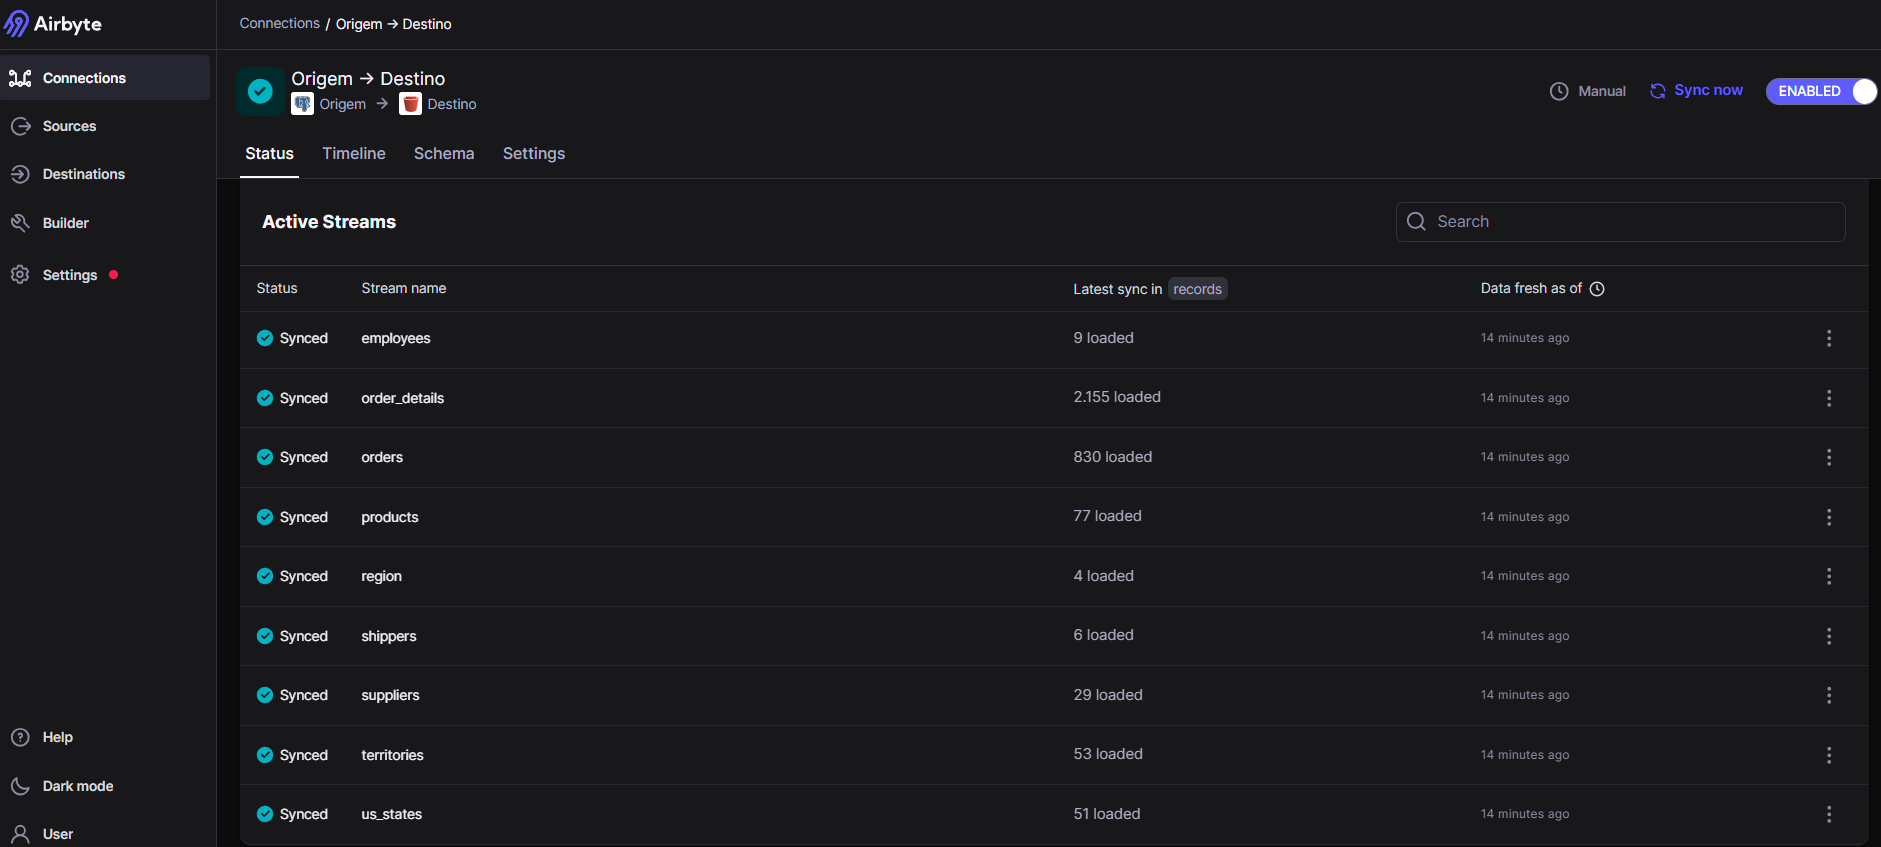 Airbyte
Connections
Sources
Destinations
Builder
Settings
Help
Dark mode
User
Connections / Origem → Destino
Origem → Destino
Origem → Destino
Manual
Sync now
ENABLED
Status Timeline Schema Settings
Active Streams
Search
Status Stream name Latest sync in records Data fresh as of
Synced employees 9 loaded 14 minutes ago
Synced order_details 2.155 loaded 14 minutes ago
Synced orders 830 loaded 14 minutes ago
Synced products 77 loaded 14 minutes ago
Synced region 4 loaded 14 minutes ago
Synced shippers 6 loaded 14 minutes ago
Synced suppliers 29 loaded 14 minutes ago
Synced territories 53 loaded 14 minutes ago
Synced us_states 51 loaded 14 minutes ago